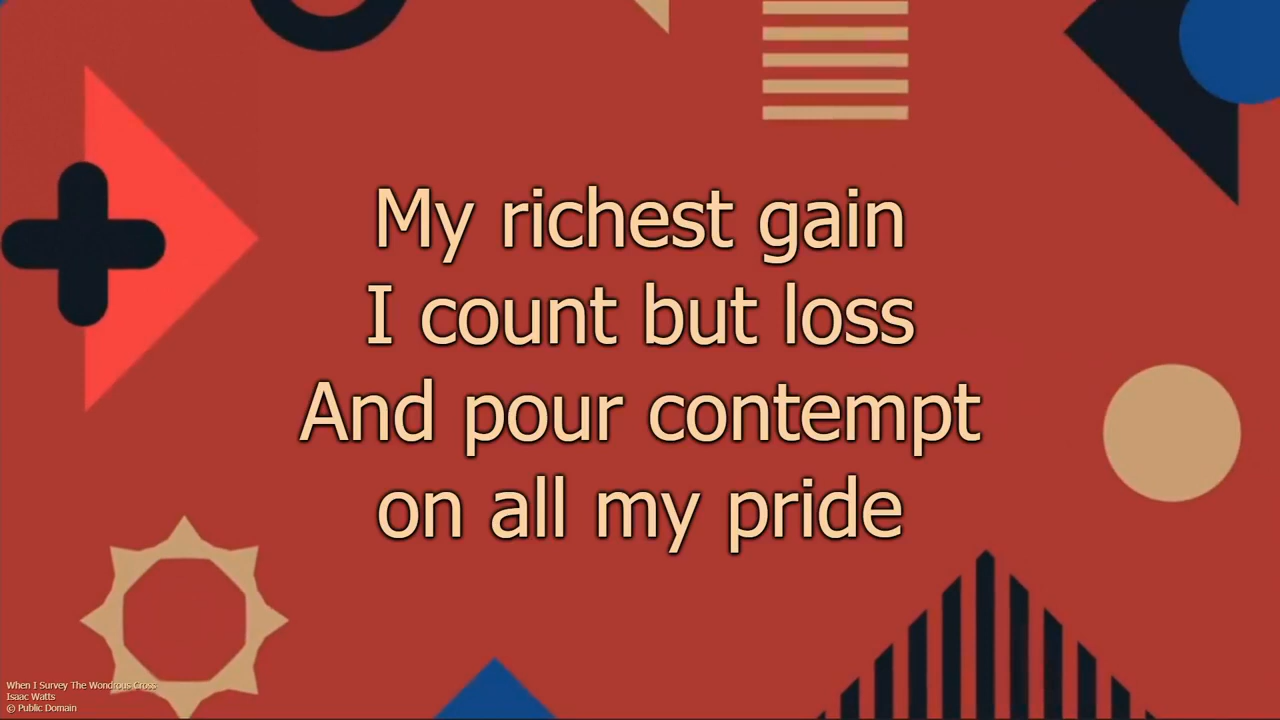 My richest gain
I count but loss
And pour contempt
on all my pride
When I Survey The Wondrous Cross
Isaac Watts
© Public Domain